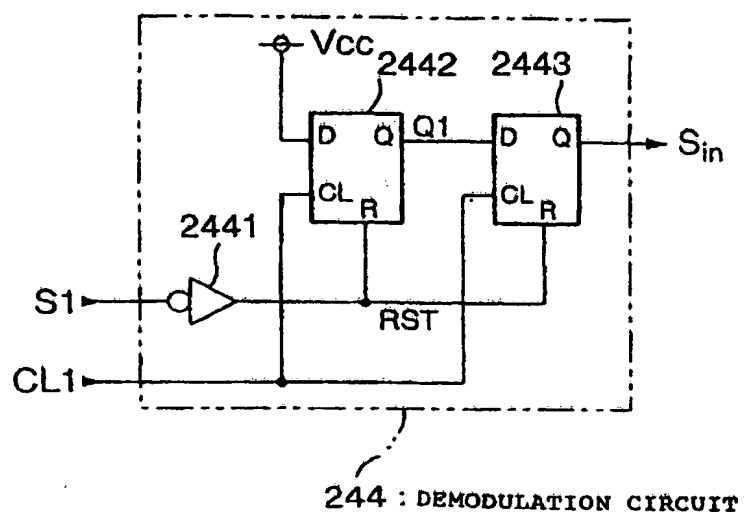 Vcc
2442
2443
D Q Q1 D Q Sin
CL R CL R
2441
S1
RST
CL1
244 : DEMODULATION CIRCUIT